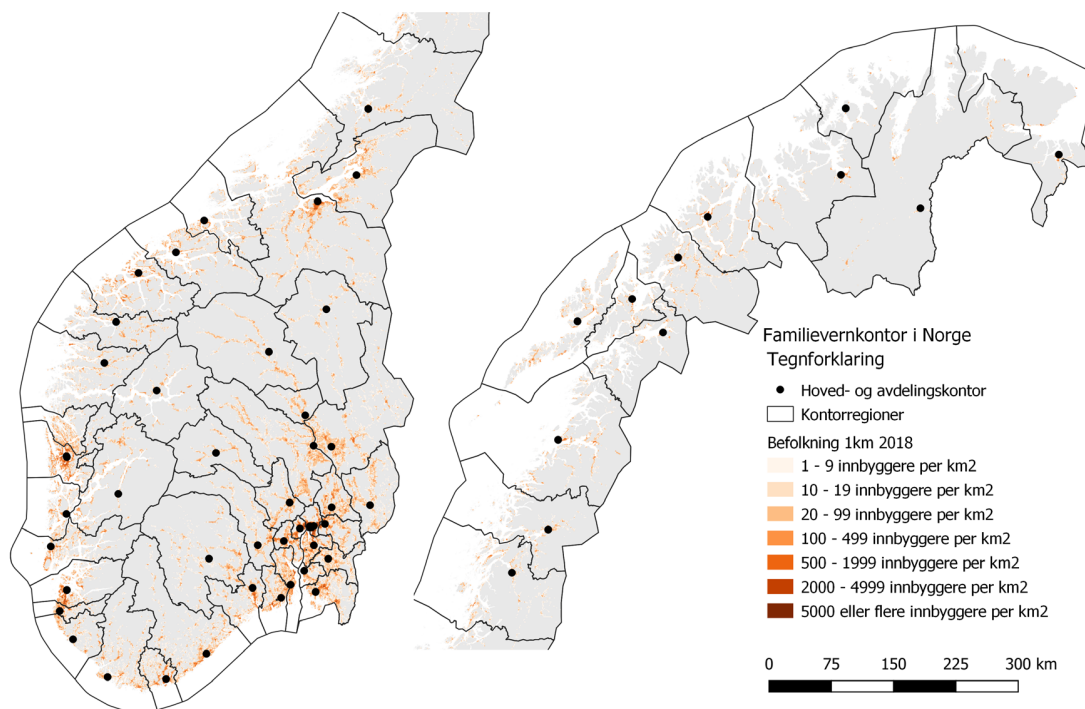 Familievernkontor i Norge
Tegnforklaring
Hoved- og avdelingskontor
Kontorregioner
Befolkning 1km 2018
1 - 9 innbyggere per km2
10 - 19 innbyggere per km2
20 - 99 innbyggere per km2
100 - 499 innbyggere per km2
500 - 1999 innbyggere per km2
2000 - 4999 innbyggere per km2
5000 eller flere innbyggere per km2
0 75 150 225 300 km